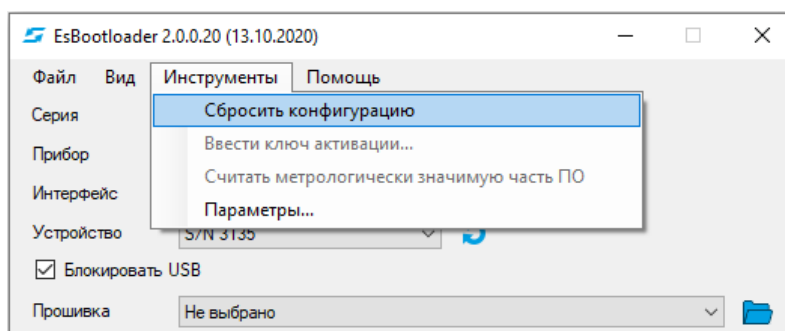 EsBootloader 2.0.0.20 (13.10.2020)
Файл Вид Инструменты Помощь
Серия
Сбросить конфигурацию
Ввести ключ активации...
Прибор
Считать метрологически значимую часть ПО
Интерфейс
Параметры...
Устройство S/N 3135
Блокировать USB
Прошивка Не выбрано